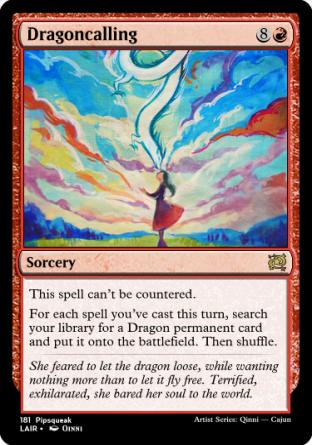 Dragoncalling 8
Sorcery
This spell can't be countered.
For each spell you've cast this turn, search
your library for a Dragon permanent card
and put it onto the battlefield. Then shuffle.
She feared to let the dragon loose, while wanting
nothing more than to let it fly free. Terrified,
exhilarated, she bared her soul to the world.
181 Pipsqueak
LAIR • Qinni
Artist Series: Qinni — Cajun